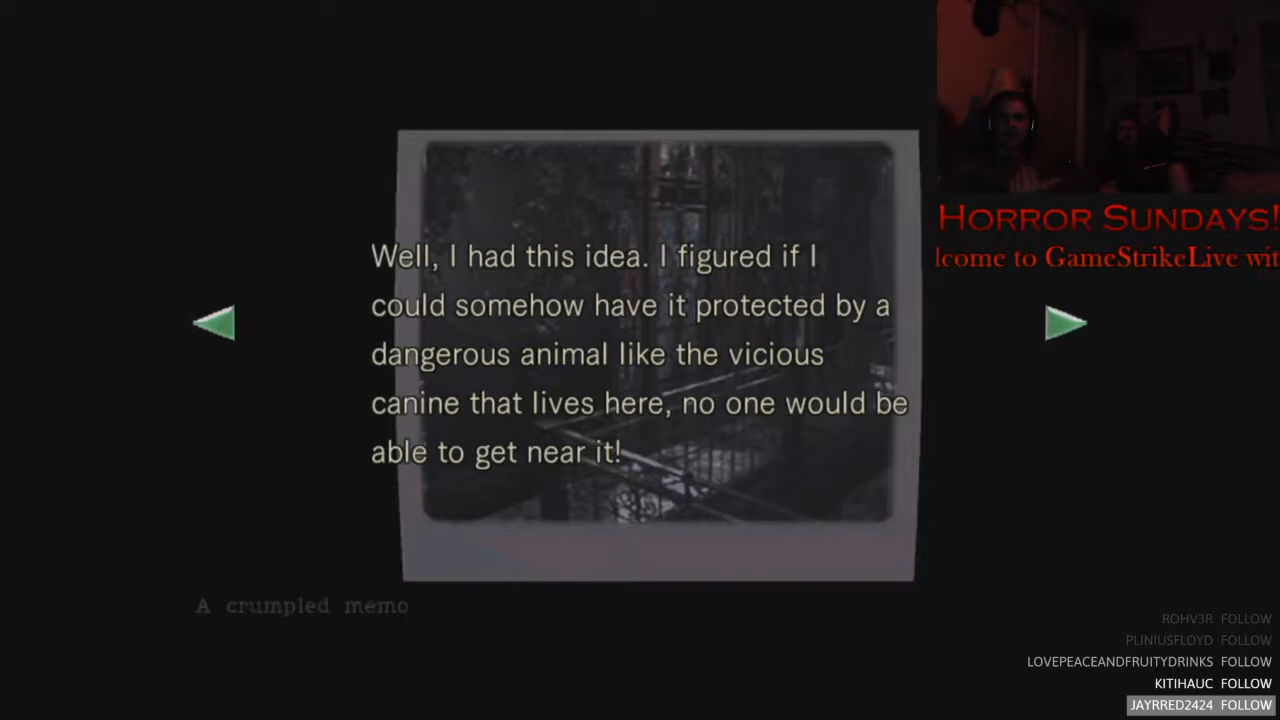 HORROR SUNDAYS!
lcome to GameStrikeLive wit
Well, I had this idea. I figured if I
could somehow have it protected by a
dangerous animal like the vicious
canine that lives here, no one would be
able to get near it!
A crumpled memo
ROHV3R FOLLOW
PLINIUSFLOYD FOLLOW
LOVEPEACEANDFRUITYDRINKS FOLLOW
KITIHAUC FOLLOW
JAYRRED2424 FOLLOW